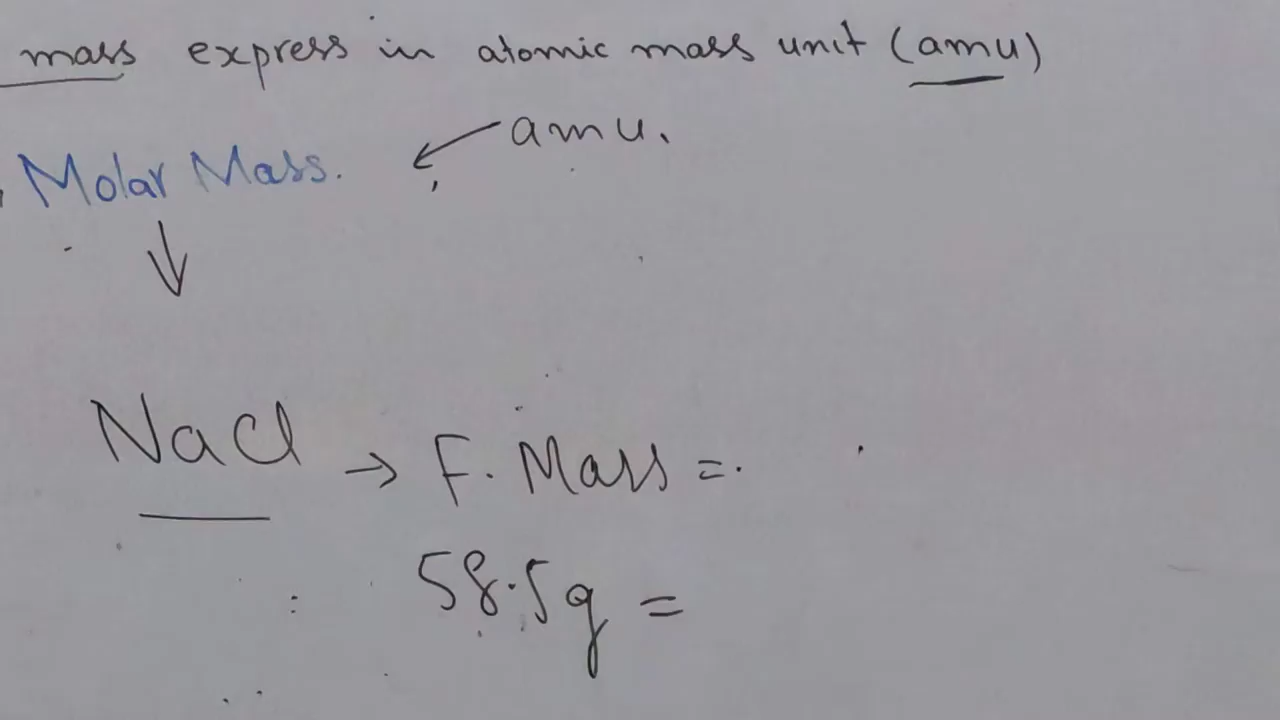 mass express in atomic mass unit (amu)
amu.
Molar Mass.
NaCl → F. Mass =
58.5g =